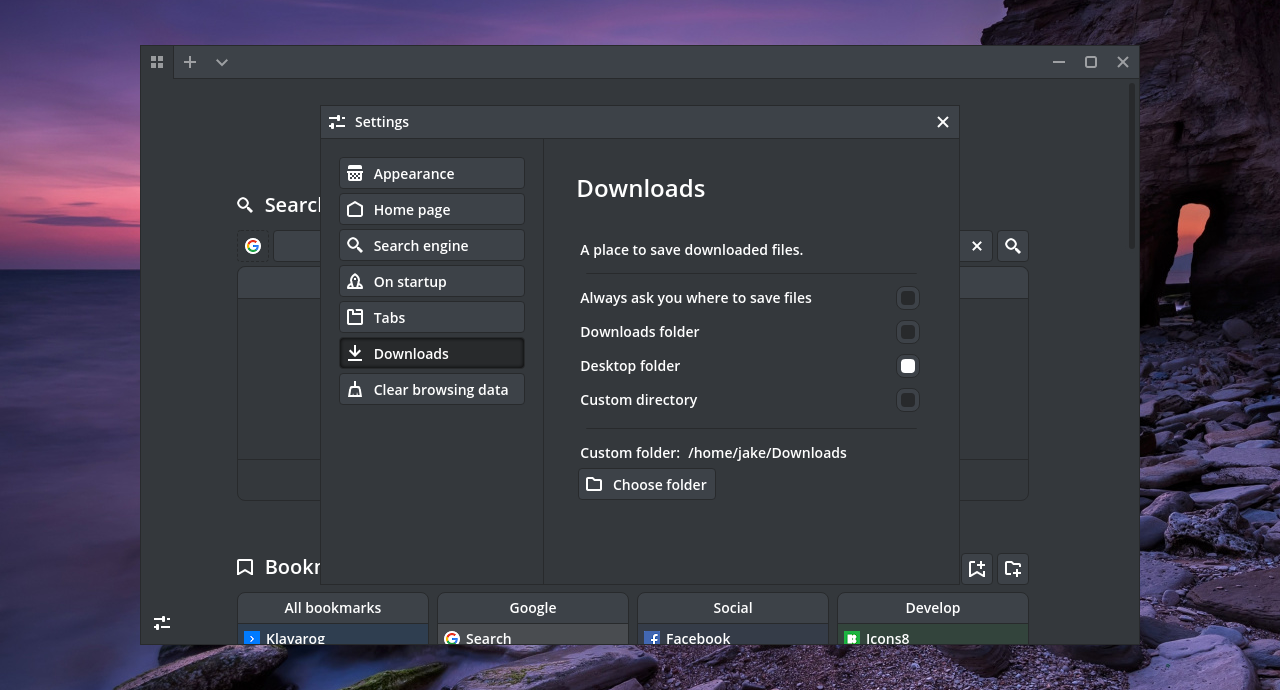 Settings
Appearance
Home page
Search engine
On startup
Tabs
Downloads
Clear browsing data
Downloads
A place to save downloaded files.
Always ask you where to save files
Downloads folder
Desktop folder
Custom directory
Custom folder: /home/jake/Downloads
Choose folder
Searc
Bookm
All bookmarks
Google
Social
Develop
Klavarog
Search
Facebook
Icons8